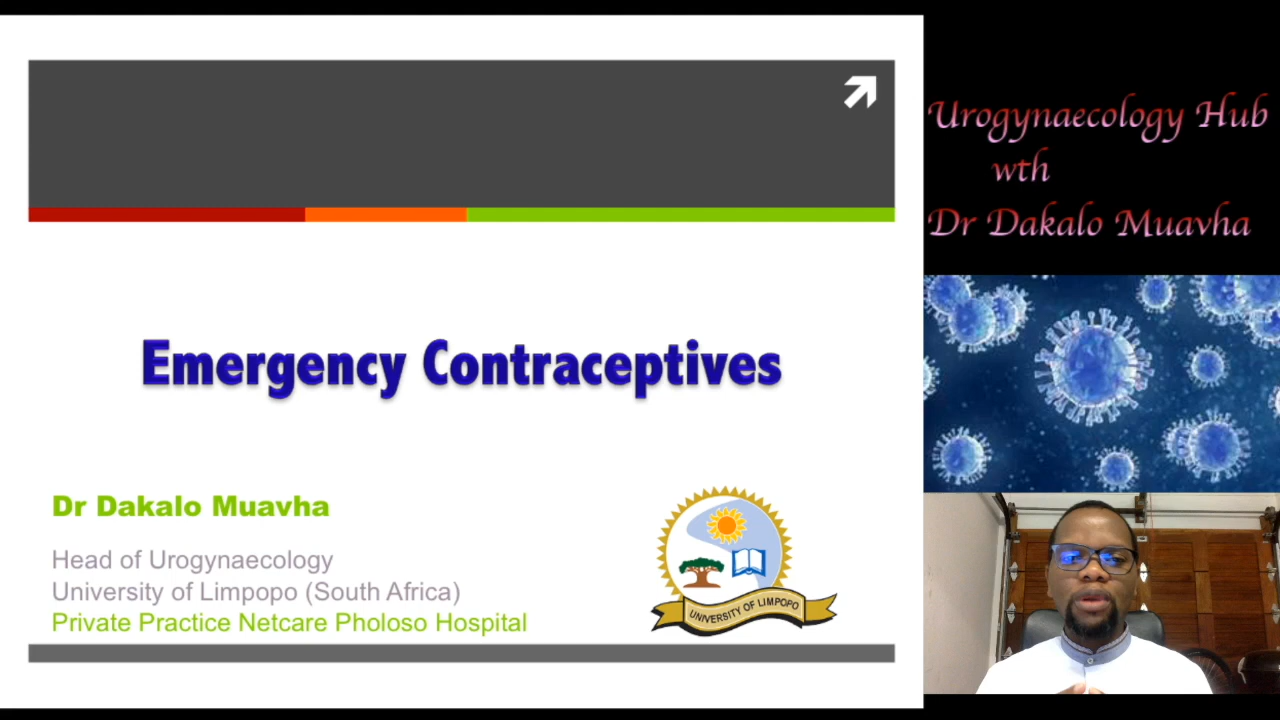 Emergency Contraceptives
Dr Dakalo Muavha
Head of Urogynaecology
University of Limpopo (South Africa)
Private Practice Netcare Pholoso Hospital
UNIVERSITY OF LIMPOPO
Urogynaecology Hub
wth
Dr Dakalo Muavha